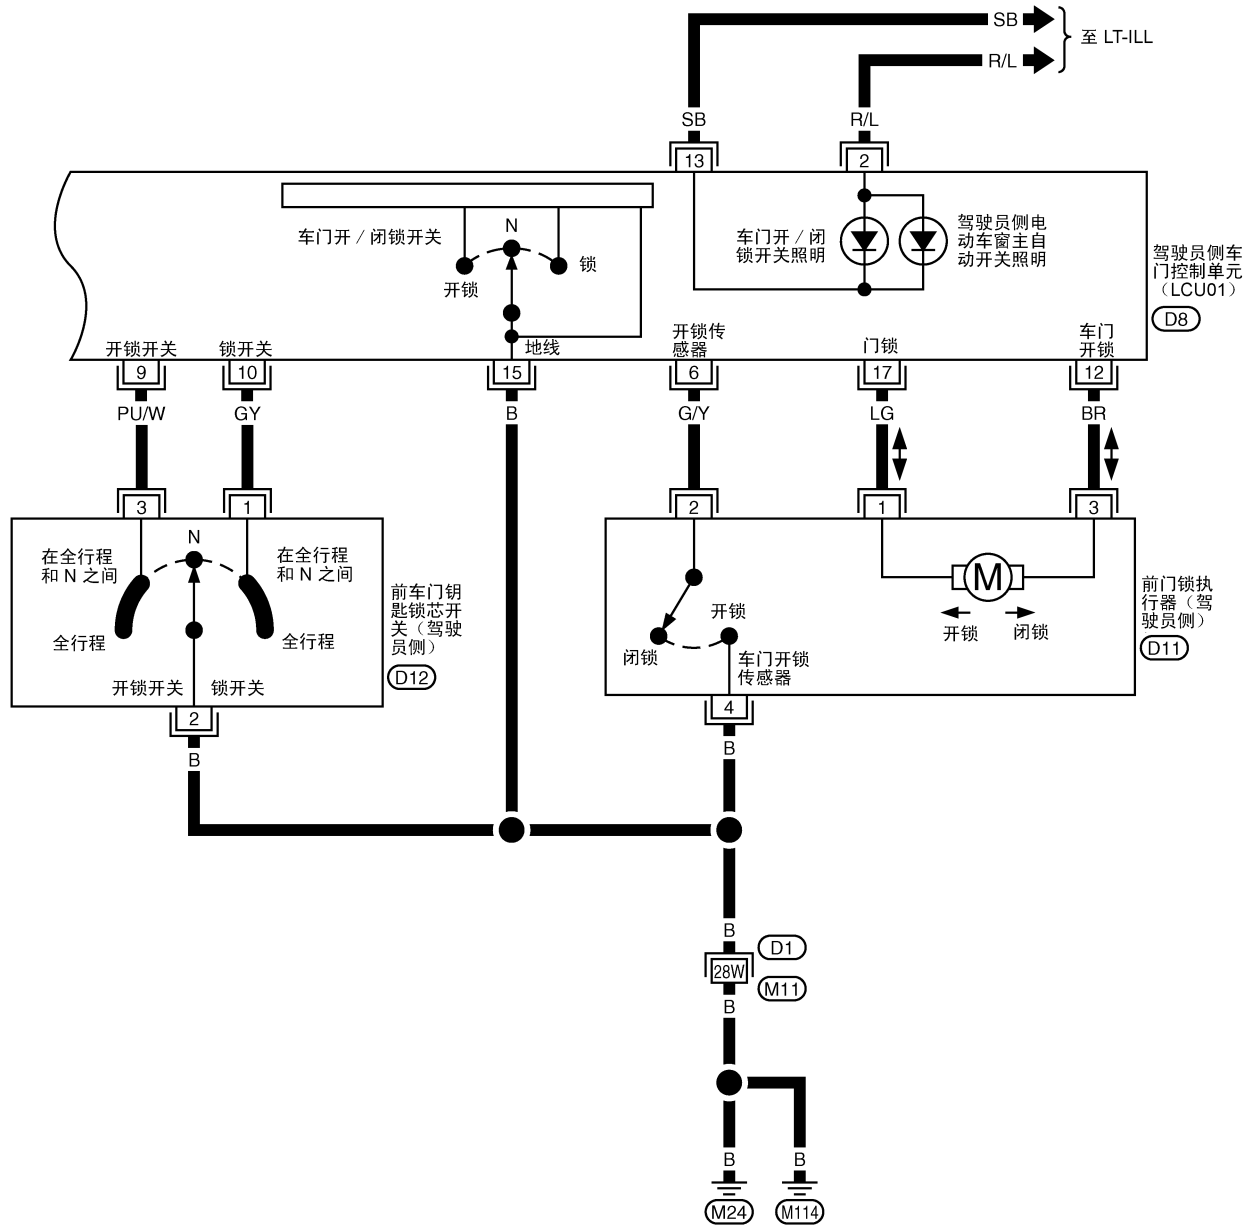 SB
至 LT-ILL
R/L
SB
R/L
13
2
车门开 / 闭锁开关
N
开锁
锁
车门开 / 闭
锁开关照明
驾驶员侧电
动车窗主自
动开关照明
驾驶员侧车
门控制单元
（LCU01）
D8
开锁开关
锁开关
地线
开锁传
感器
门锁
车门
开锁
9
10
15
6
17
12
PU/W
GY
B
G/Y
LG
BR
3
1
2
1
3
N
在全行程
和 N 之间
在全行程
和 N 之间
全行程
全行程
开锁开关
锁开关
前车门钥
匙锁芯开
关（驾驶
员侧）
D12
开锁
闭锁
车门开锁
传感器
M
开锁
闭锁
前门锁执
行器（驾
驶员侧）
D11
2
4
B
B
B
D1
28W
M11
B
B
B
M24
M114